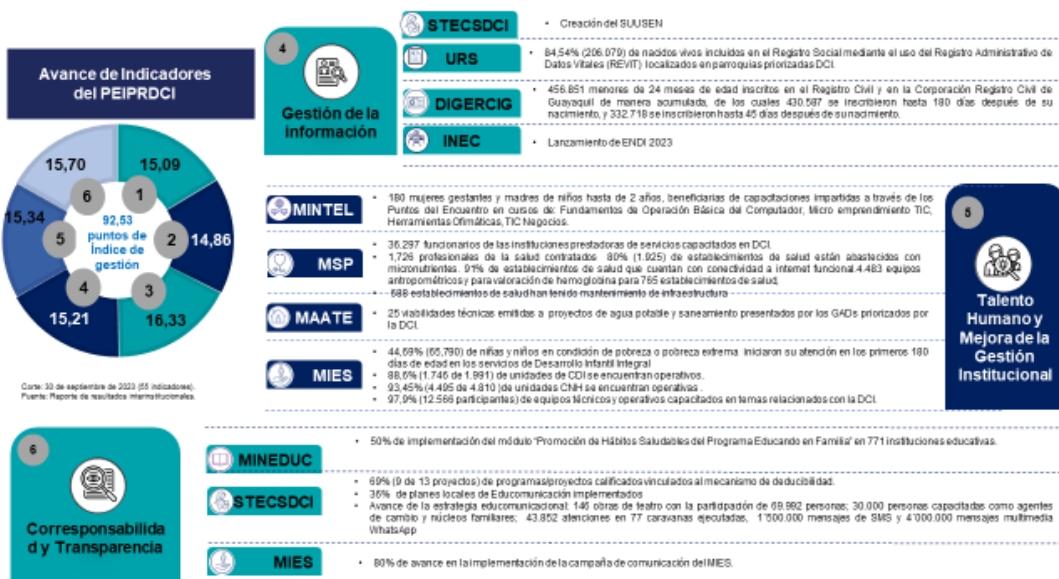 Avance de Indicadores
del PEIPRDCI
15,70
15,09
15,34
14,86
15,21
16,33
6
1
5
2
4
3
92,53
puntos de
Índice de
gestión
Corte: 30 de septiembre de 2023 (55 indicadores).
Fuente: Reporte de resultados interinstitucionales.
4
Gestión de la
información
STECSDCI
• Creación del SUUSEN
URS
• 84,54% (206.079) de nacidos vivos incluidos en el Registro Social mediante el uso del Registro Administrativo de
Datos Vitales (REVIT) localizados en parroquias priorizadas DCI.
DIGERCIG
• 456.851 menores de 24 meses de edad inscritos en el Registro Civil y en la Corporación Registro Civil de
Guayaquil de manera acumulada, de los cuales 430.587 se inscribieron hasta 180 días después de su
nacimiento, y 332.718 se inscribieron hasta 45 días después de su nacimiento.
INEC
• Lanzamiento de ENDI 2023
MINTEL
• 180 mujeres gestantes y madres de niños hasta de 2 años, beneficiarias de capacitaciones impartidas a través de los
Puntos del Encuentro en cursos de: Fundamentos de Operación Básica del Computador, Micro emprendimiento TIC,
Herramientas Ofimáticas, TIC Negocios.
MSP
• 36.297 funcionarios de las instituciones prestadoras de servicios capacitados en DCI.
• 1,726 profesionales de la salud contratados 80% (1.925) de establecimientos de salud están abastecidos con
micronutrientes. 91% de establecimientos de salud que cuentan con conectividad a internet funcional.4.483 equipos
antropométricos y para valoración de hemoglobina para 765 establecimientos de salud,
• 688 establecimientos de salud han tenido mantenimiento de infraestructura
MAATE
• 25 viabilidades técnicas emitidas a proyectos de agua potable y saneamiento presentados por los GADs priorizados por
la DCI.
MIES
• 44,69% (65,790) de niñas y niños en condición de pobreza o pobreza extrema iniciaron su atención en los primeros 180
días de edad en los servicios de Desarrollo Infantil Integral
• 88,6% (1.746 de 1.991) de unidades de CDI se encuentran operativos.
• 93,45% (4.495 de 4.810) de unidades CNH se encuentran operativas .
• 97,9% (12.566 participantes) de equipos técnicos y operativos capacitados en temas relacionados con la DCI.
5
Talento
Humano y
Mejora de la
Gestión
Institucional
6
Corresponsabilida
d y Transparencia
MINEDUC
• 50% de implementación del módulo "Promoción de Hábitos Saludables del Programa Educando en Familia" en 771 instituciones educativas.
STECSDCI
• 69% (9 de 13 proyectos) de programas/proyectos calificados vinculados al mecanismo de deducibilidad.
• 36% de planes locales de Educomunicación implementados
• Avance de la estrategia educomunicacional: 146 obras de teatro con la participación de 69.992 personas; 30.000 personas capacitadas como agentes
de cambio y núcleos familiares; 43.852 atenciones en 77 caravanas ejecutadas, 1'500.000 mensajes de SMS y 4'000.000 mensajes multimedia
WhatsApp
MIES
• 80% de avance en la implementación de la campaña de comunicación del MIES.